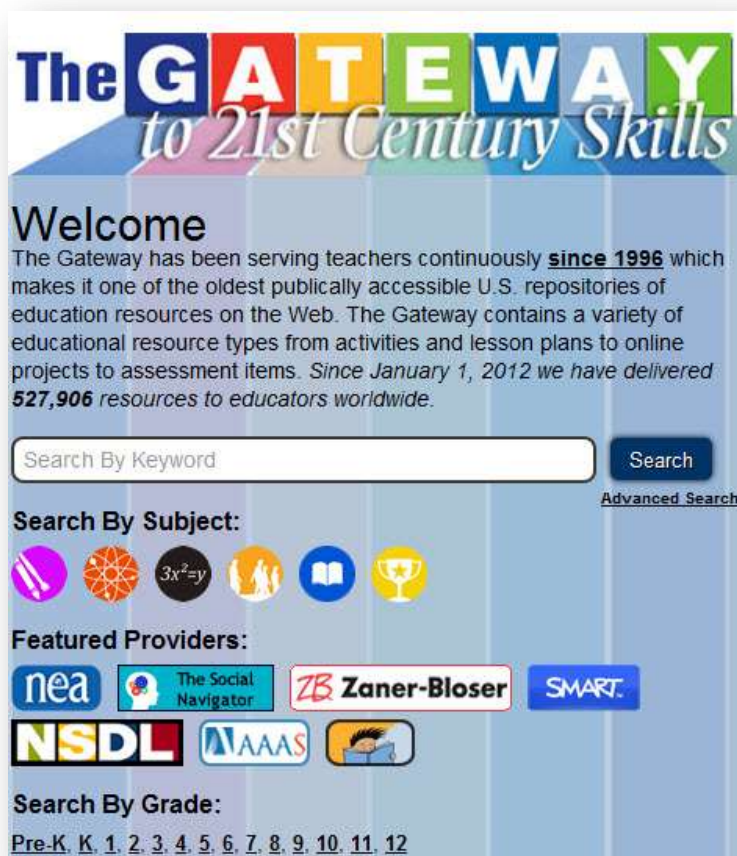 The GATEWAY
to 21st Century Skills
Welcome
The Gateway has been serving teachers continuously since 1996 which
makes it one of the oldest publically accessible U.S. repositories of
education resources on the Web. The Gateway contains a variety of
educational resource types from activities and lesson plans to online
projects to assessment items. Since January 1, 2012 we have delivered
527,906 resources to educators worldwide.
Search By Keyword Search
Advanced Search
Search By Subject:
3x²=y
Featured Providers:
nea The Social Navigator ZB Zaner-Bloser SMART
NSDL AAAS
Search By Grade:
Pre-K, K, 1, 2, 3, 4, 5, 6, 7, 8, 9, 10, 11, 12